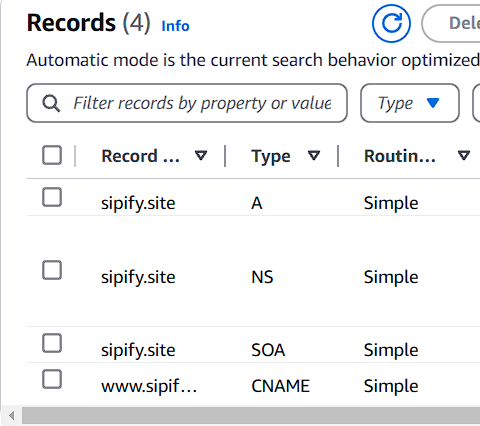 Records (4) Info
Dele
Automatic mode is the current search behavior optimized
Filter records by property or value
Type
Record ... Type Routin...
sipify.site A Simple
sipify.site NS Simple
sipify.site SOA Simple
www.sipif... CNAME Simple